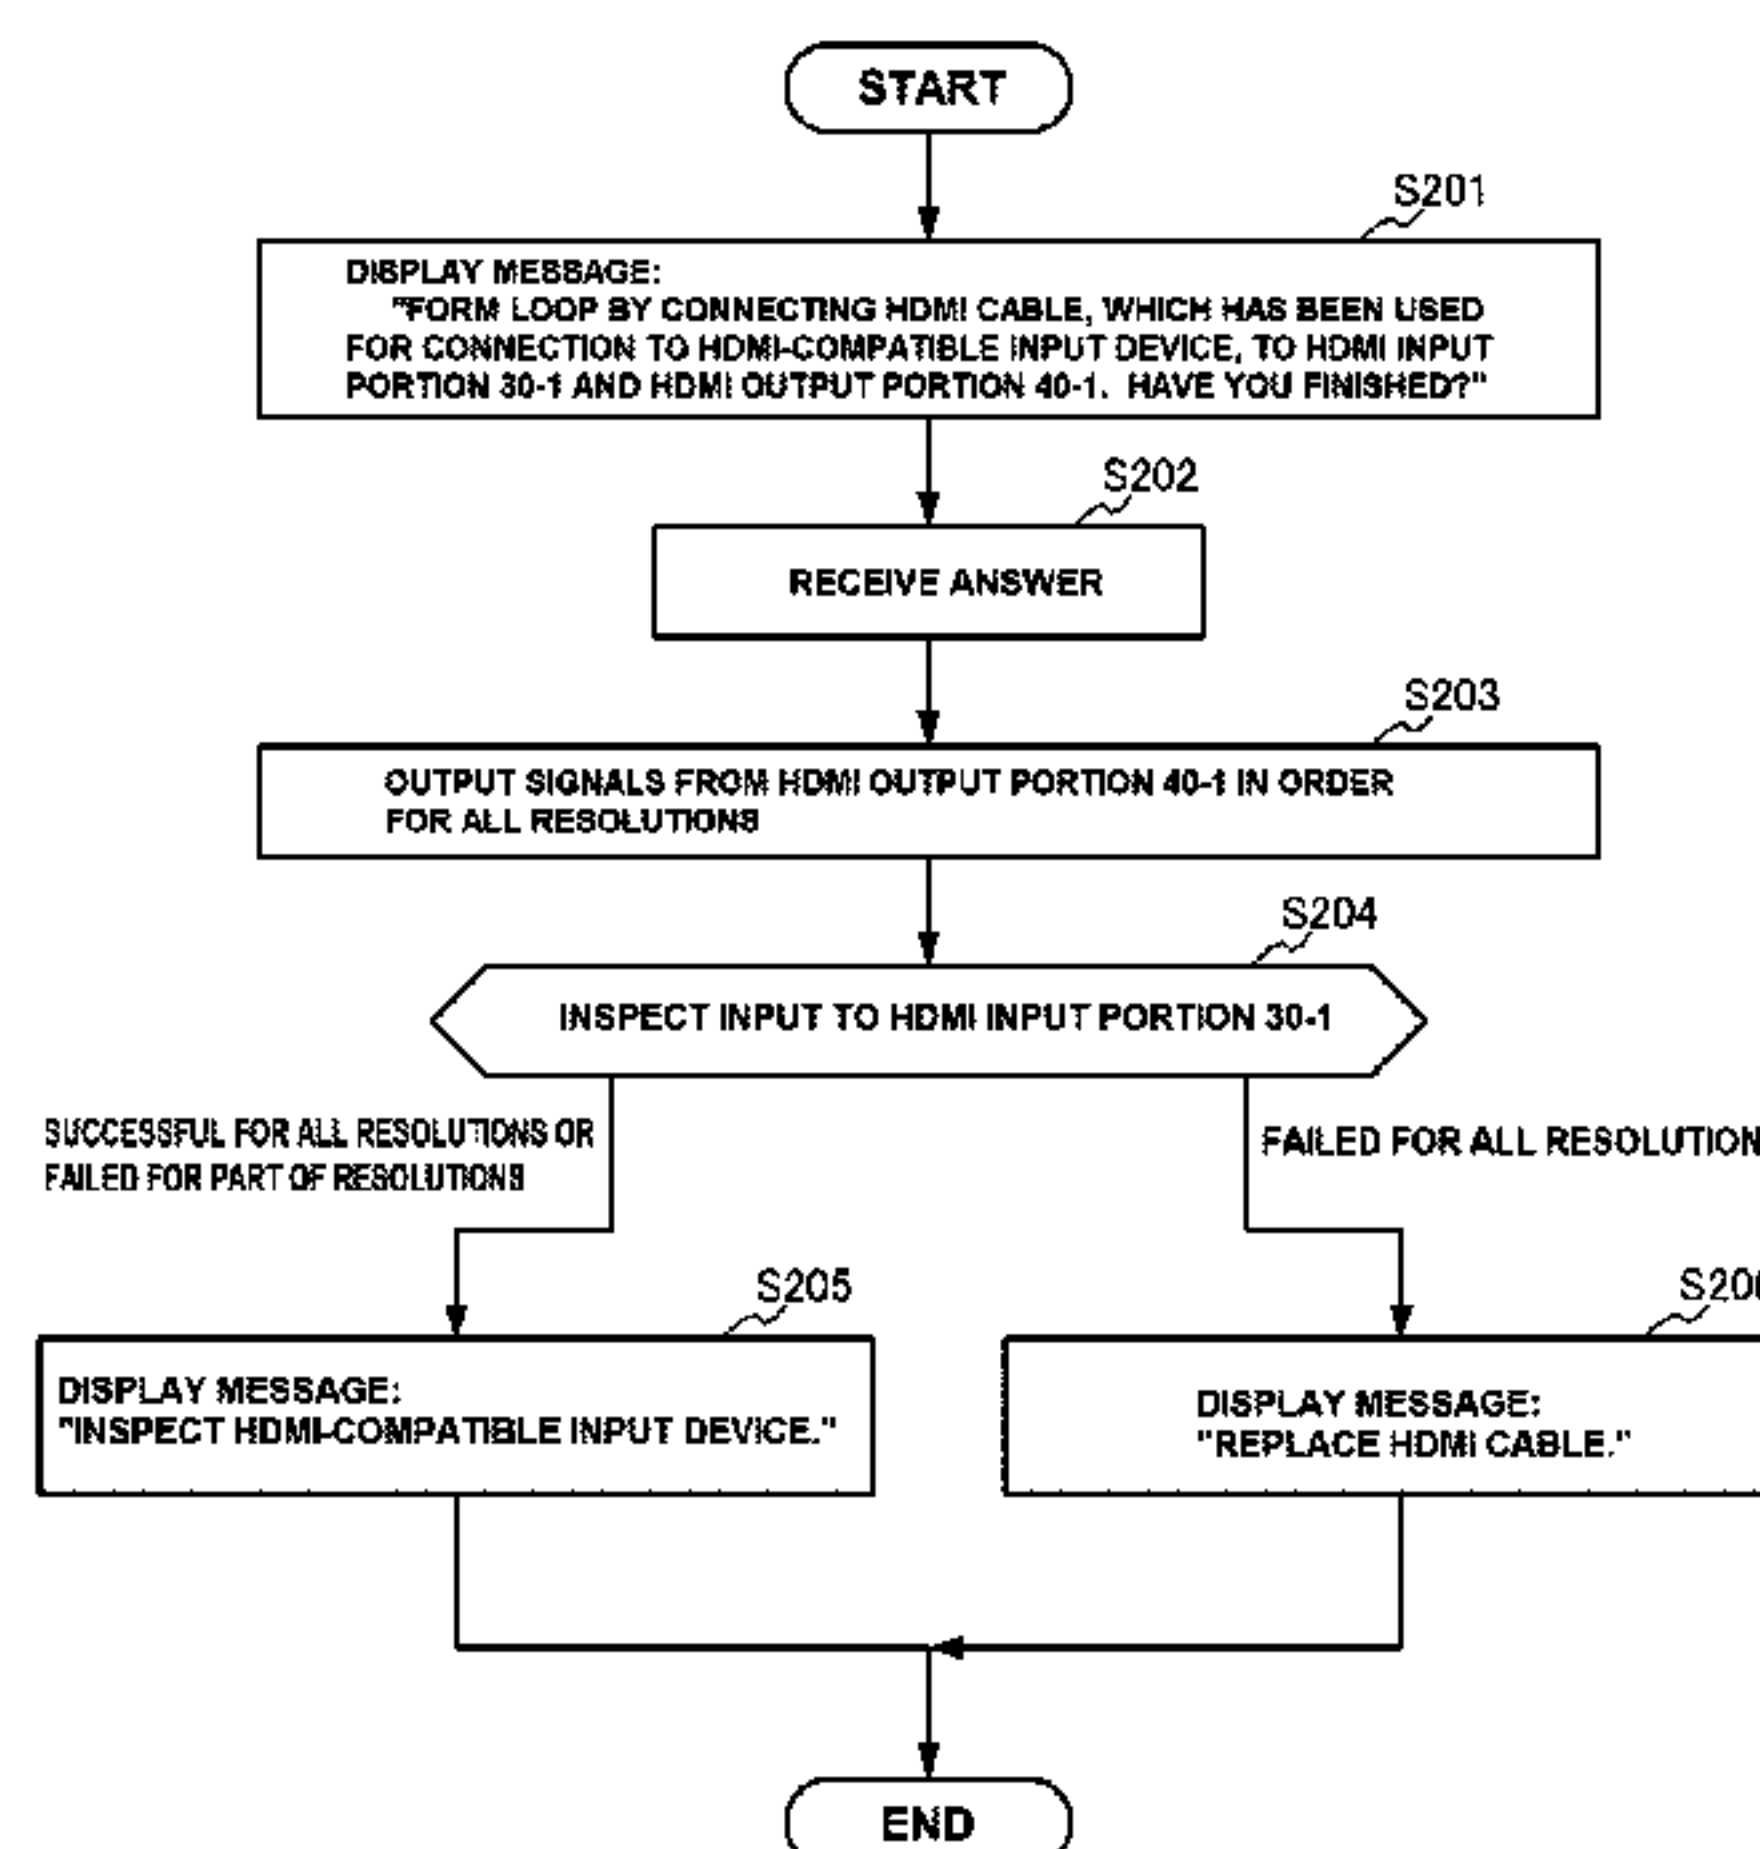 START
S201
DISPLAY MESSAGE:
"FORM LOOP BY CONNECTING HDMI CABLE, WHICH HAS BEEN USED
FOR CONNECTION TO HDMI-COMPATIBLE INPUT DEVICE, TO HDMI INPUT
PORTION 30-1 AND HDMI OUTPUT PORTION 40-1. HAVE YOU FINISHED?"
S202
RECEIVE ANSWER
S203
OUTPUT SIGNALS FROM HDMI OUTPUT PORTION 40-1 IN ORDER
FOR ALL RESOLUTIONS
S204
INSPECT INPUT TO HDMI INPUT PORTION 30-1
SUCCESSFUL FOR ALL RESOLUTIONS OR
FAILED FOR PART OF RESOLUTIONS
FAILED FOR ALL RESOLUTION
S205
DISPLAY MESSAGE:
"INSPECT HDMI-COMPATIBLE INPUT DEVICE."
DISPLAY MESSAGE:
"REPLACE HDMI CABLE."
END